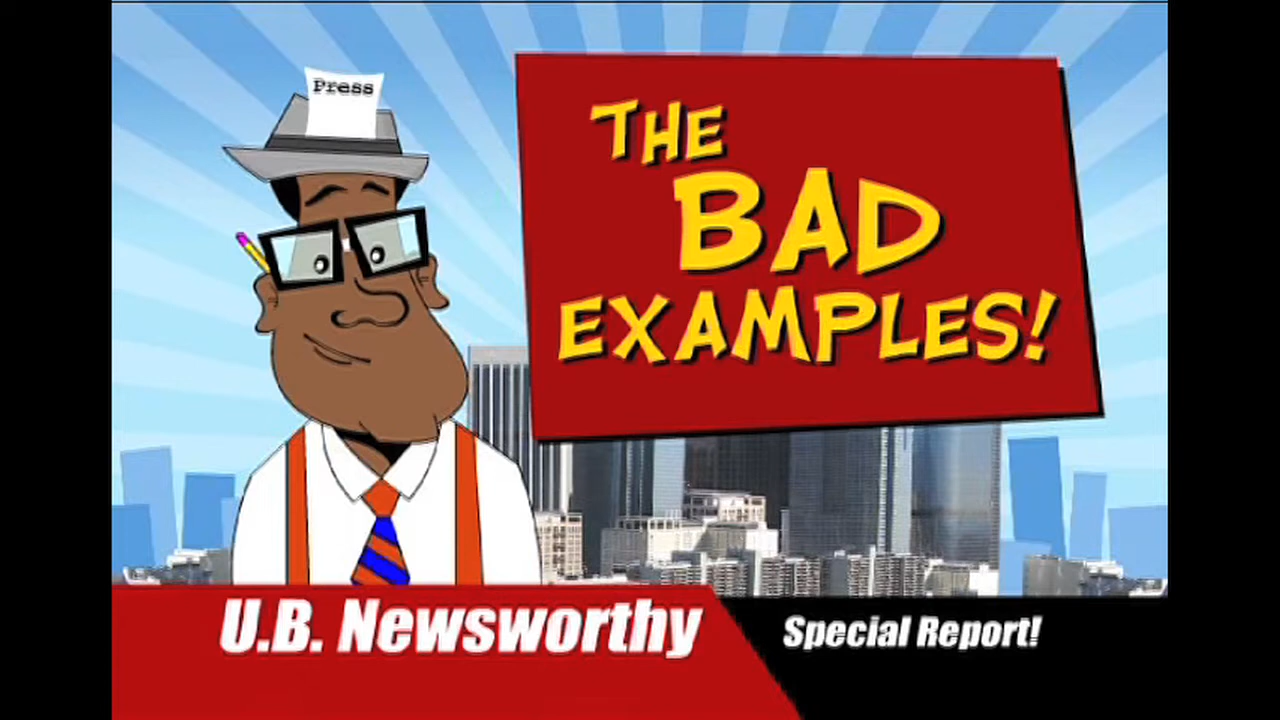 Press
THE
BAD
EXAMPLES!
U.B. Newsworthy
Special Report!